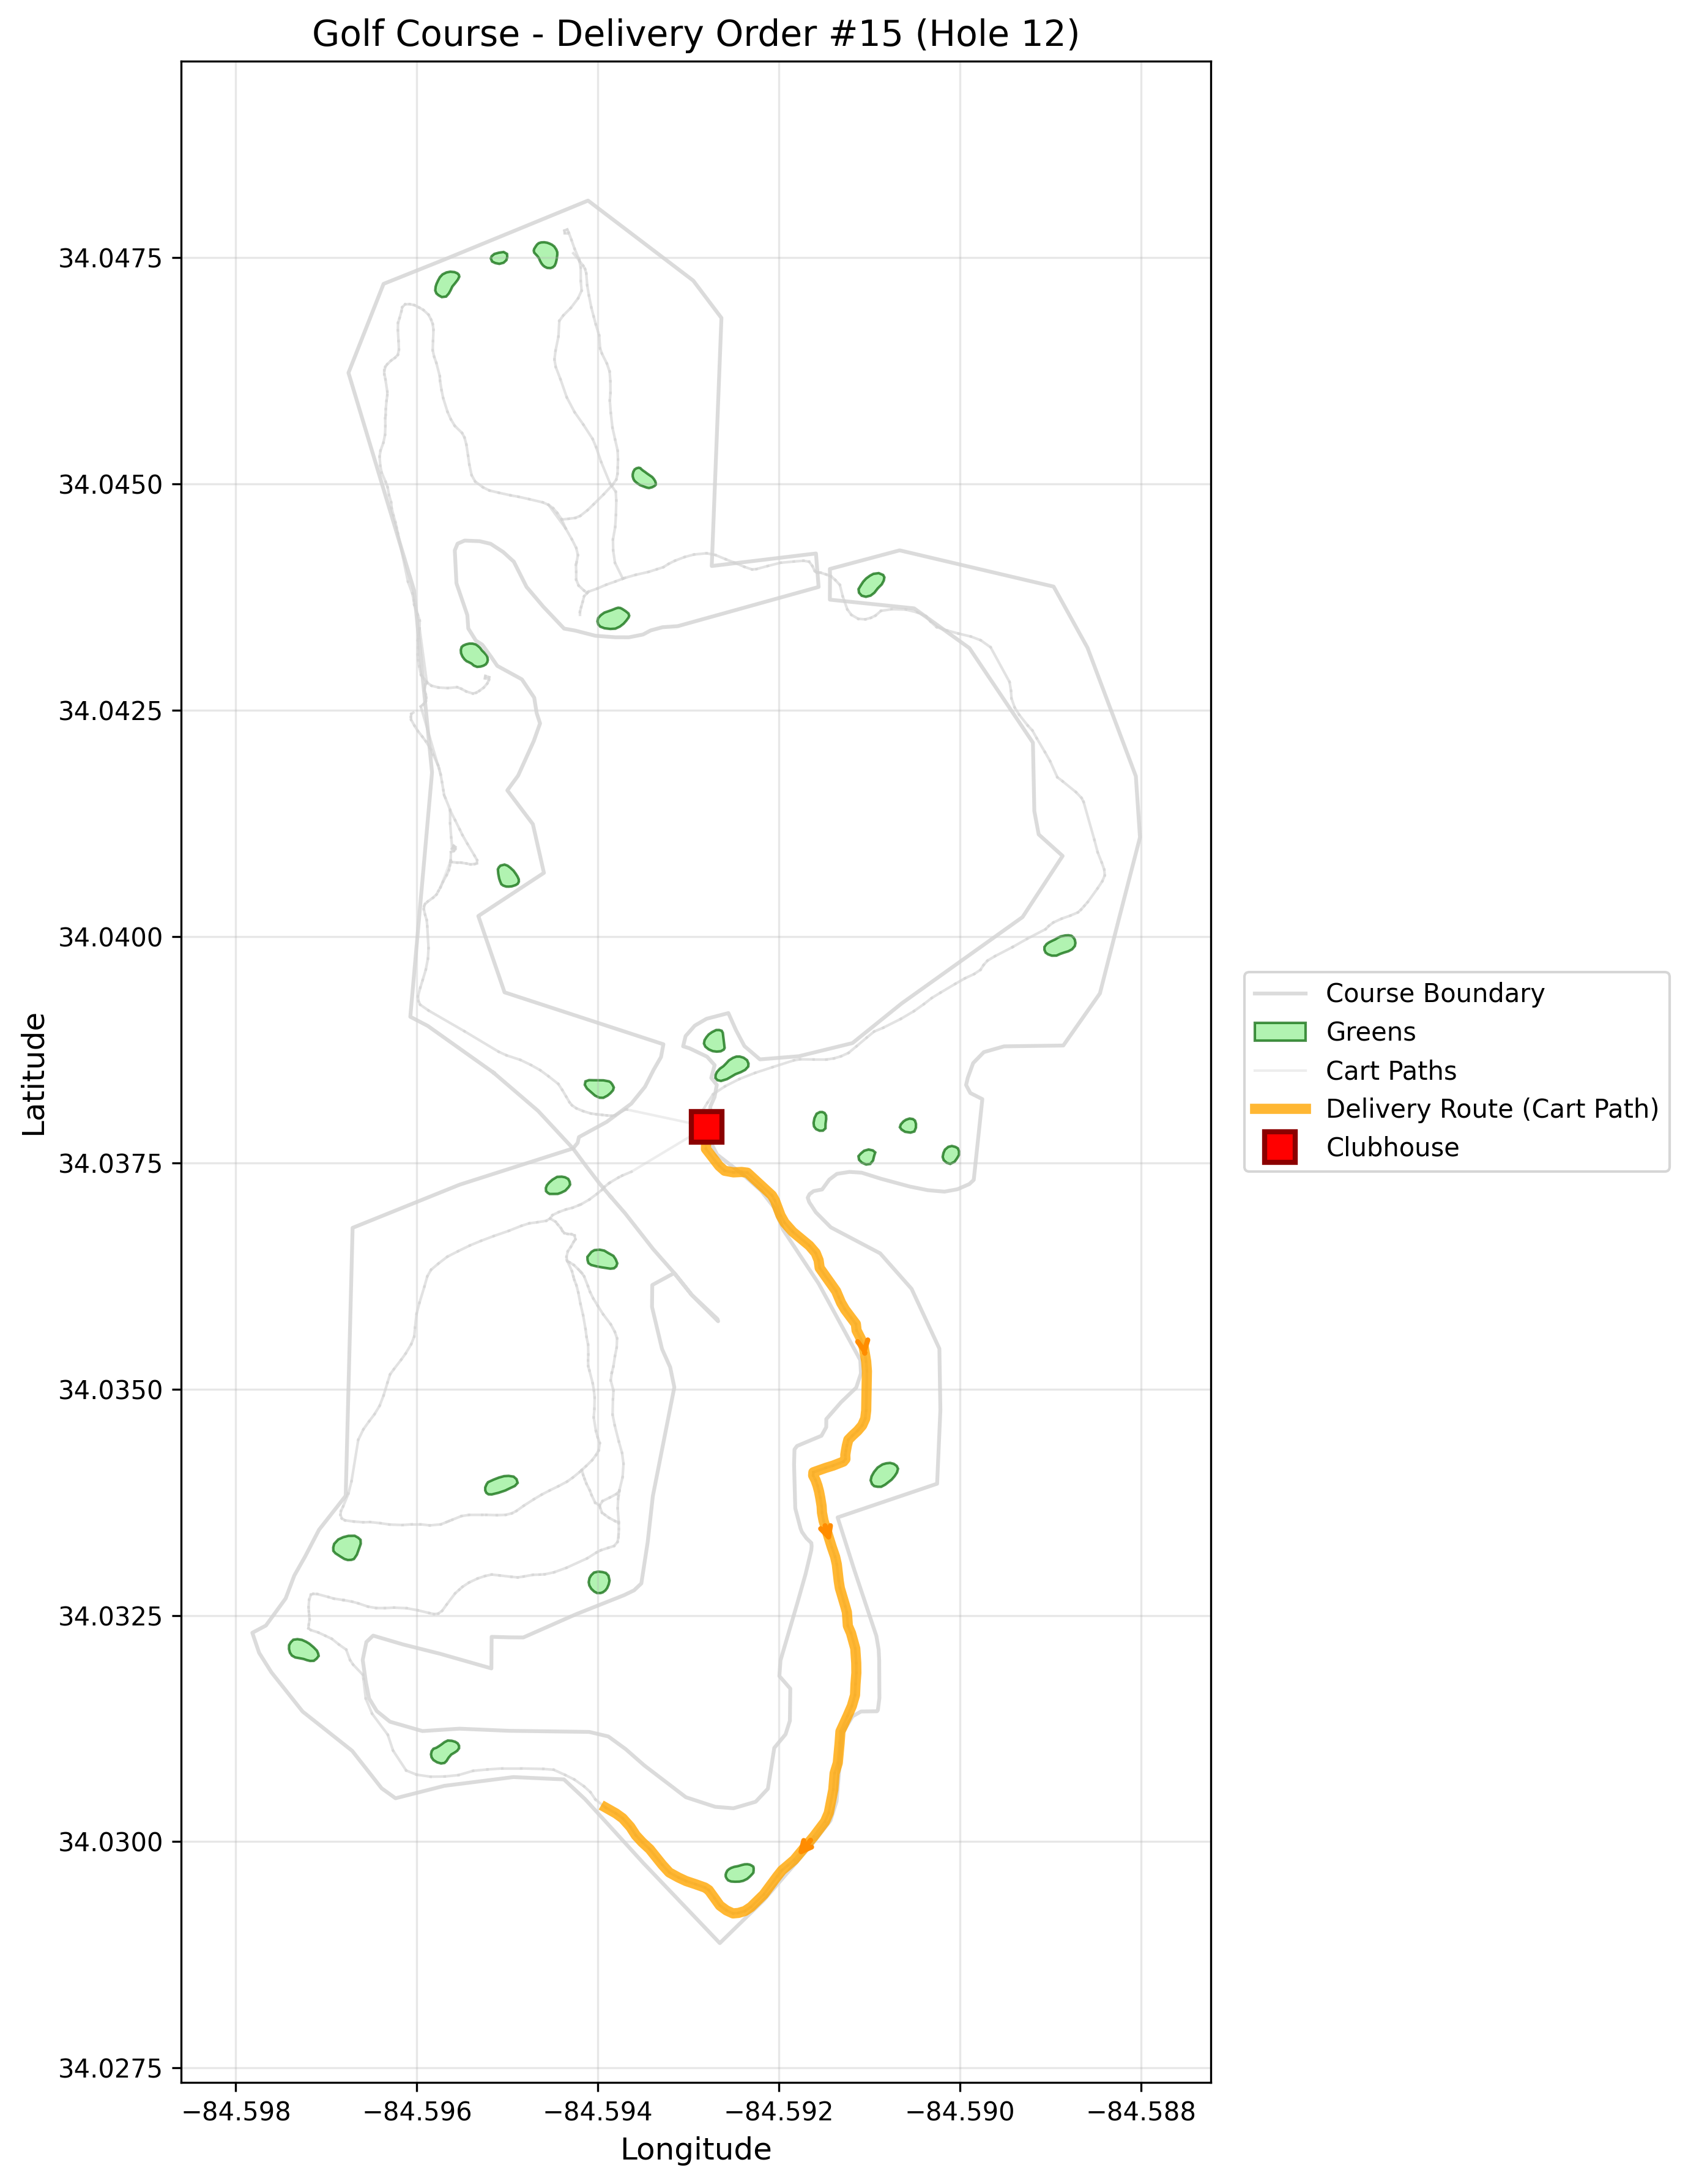 Golf Course - Delivery Order #15 (Hole 12)
Latitude
34.0475
34.0450
34.0425
34.0400
34.0375
34.0350
34.0325
34.0300
34.0275
−84.598
−84.596
−84.594
−84.592
−84.590
−84.588
Longitude
Course Boundary
Greens
Cart Paths
Delivery Route (Cart Path)
Clubhouse